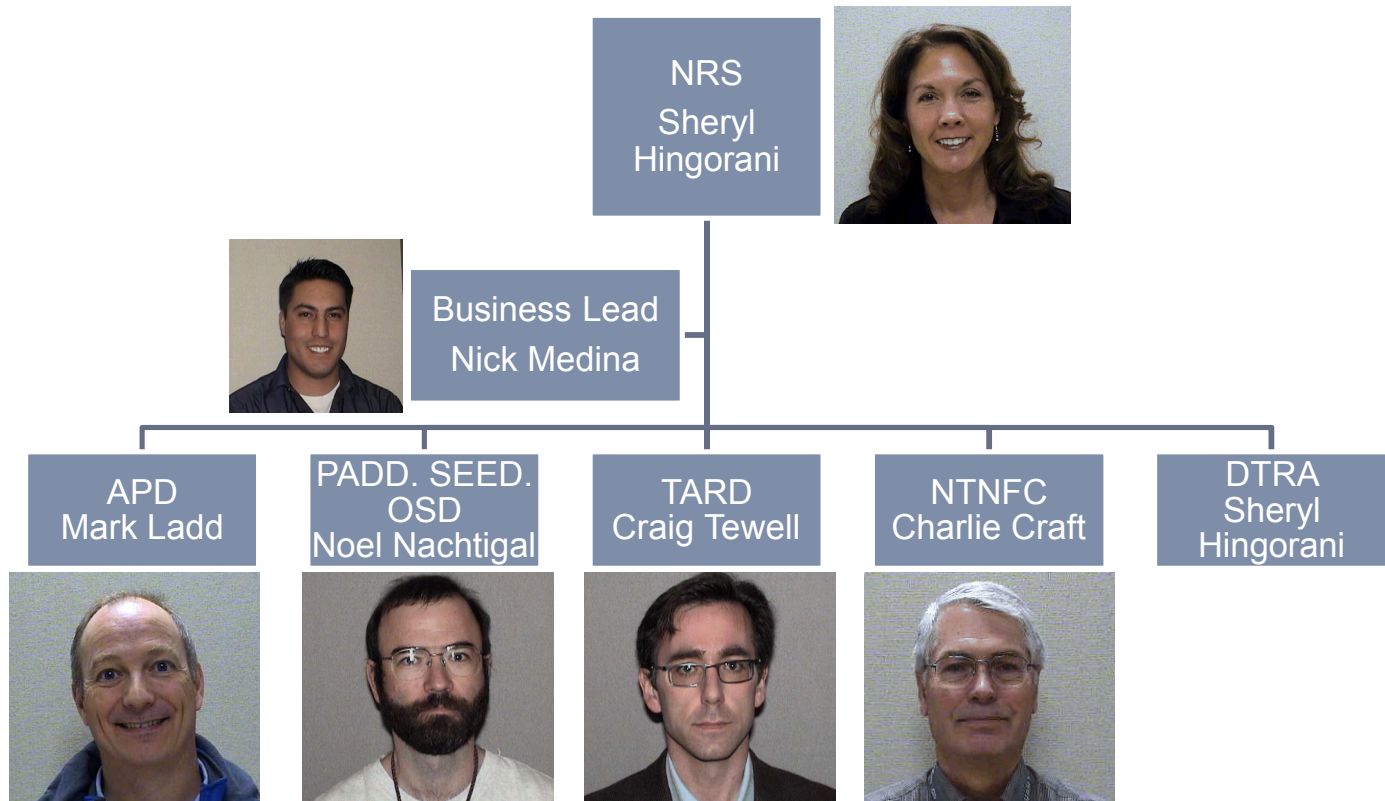 NRS
Sheryl
Hingorani
Business Lead
Nick Medina
APD
Mark Ladd
PADD. SEED.
OSD
Noel Nachtigal
TARD
Craig Tewell
NTNFC
Charlie Craft
DTRA
Sheryl
Hingorani